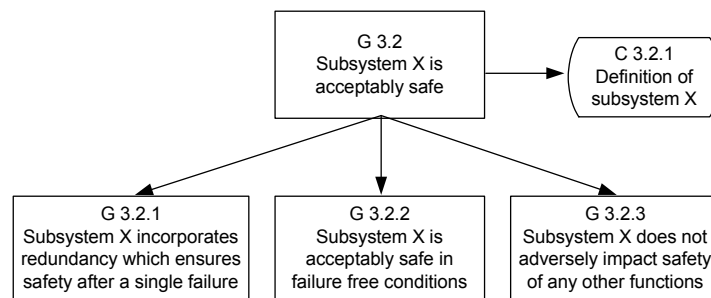 G 3.2
Subsystem X is
acceptably safe
C 3.2.1
Definition of
subsystem X
G 3.2.1
Subsystem X incorporates
redundancy which ensures
safety after a single failure
G 3.2.2
Subsystem X is
acceptably safe in
failure free conditions
G 3.2.3
Subsystem X does not
adversely impact safety
of any other functions